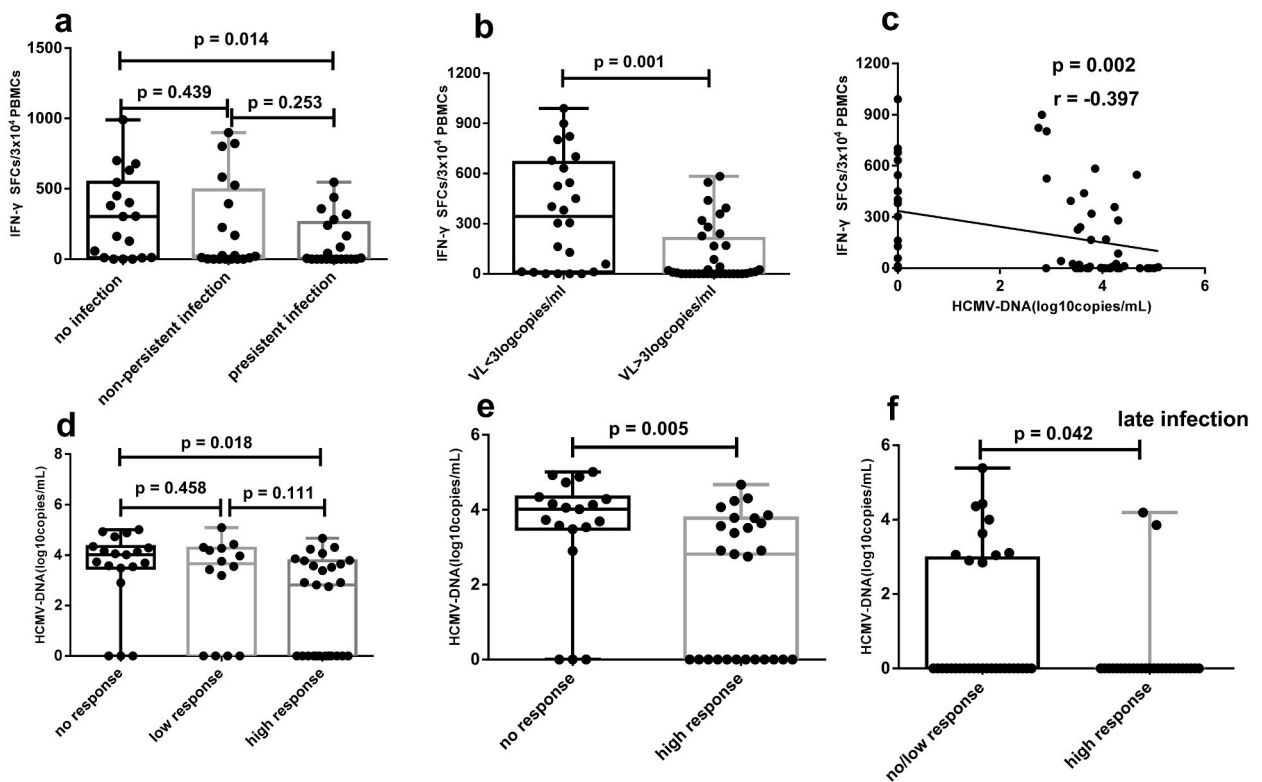 a
p = 0.014
p = 0.439
p = 0.253
IFN-γ SFCs/3x10⁴ PBMCs
1500
1000
500
0
no infection
non-persistent infection
presistent infection
b
p = 0.001
IFN-γ SFCs/3x10⁴ PBMCs
1200
900
600
300
0
VL<3logcopies/ml
VL>3logcopies/ml
c
p = 0.002
r = -0.397
IFN-γ SFCs/3x10⁴ PBMCs
1200
900
600
300
0
2
4
6
HCMV-DNA(log10copies/mL)
d
p = 0.018
p = 0.458
p = 0.111
HCMV-DNA(log10copies/mL)
8
6
4
2
0
no response
low response
high response
e
p = 0.005
HCMV-DNA(log10copies/mL)
6
4
2
0
no response
high response
f
late infection
p = 0.042
HCMV-DNA(log10copies/mL)
6
4
2
0
no/low response
high response